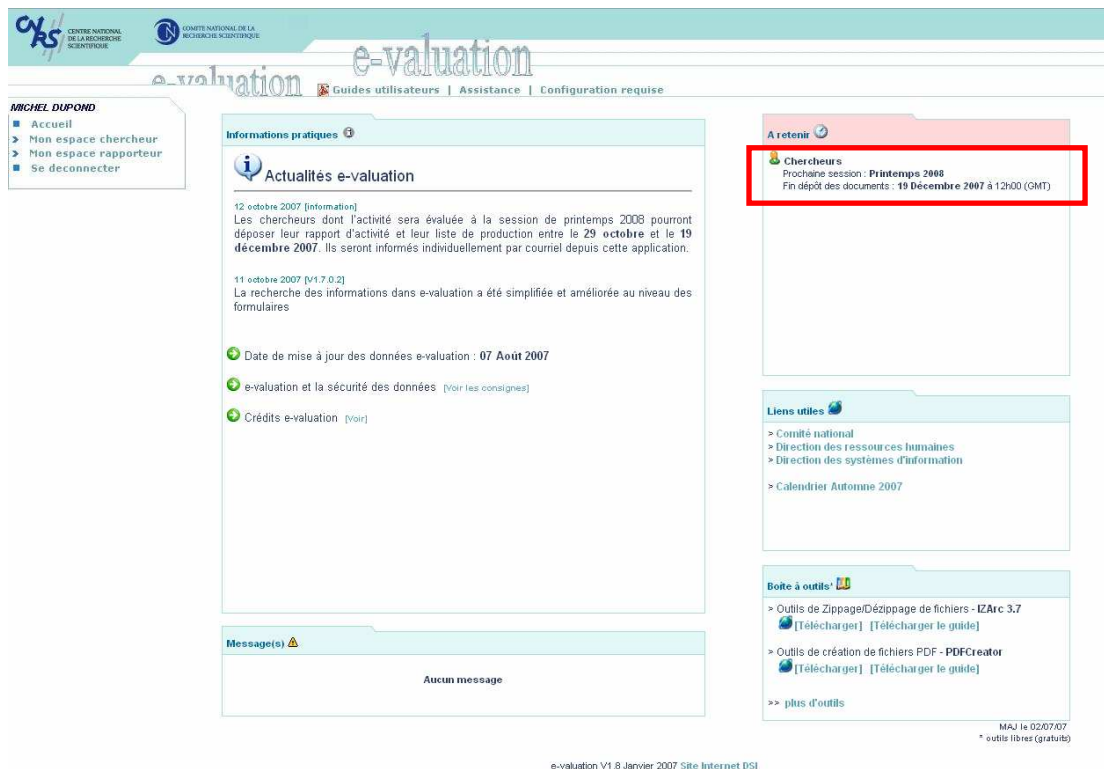 CNRS
CENTRE NATIONAL
DE LA RECHERCHE
SCIENTIFIQUE
COMITE NATIONAL DE LA
RECHERCHE SCIENTIFIQUE
e-valuation
e-valuation
Guides utilisateurs | Assistance | Configuration requise
MICHEL DUPOND
Accueil
> Mon espace chercheur
> Mon espace rapporteur
Se deconnecter
Informations pratiques
Actualités e-valuation
12 octobre 2007 [information]
Les chercheurs dont l'activité sera évaluée à la session de printemps 2008 pourront
déposer leur rapport d'activité et leur liste de production entre le 29 octobre et le 19
décembre 2007. Ils seront informés individuellement par courriel depuis cette application.
11 octobre 2007 [V1.7.0.2]
La recherche des informations dans e-valuation a été simplifiée et améliorée au niveau des
formulaires
Date de mise à jour des données e-valuation : 07 Août 2007
e-valuation et la sécurité des données [Voir les consignes]
Crédits e-valuation [Voir]
Message(s)
Aucun message
A retenir
Chercheurs
Prochaine session : Printemps 2008
Fin dépôt des documents : 19 Décembre 2007 à 12h00 (GMT)
Liens utiles
> Comité national
> Direction des ressources humaines
> Direction des systèmes d'information
> Calendrier Automne 2007
Boite à outils*
> Outils de Zippage/Dézippage de fichiers - IZArc 3.7
[Télécharger] [Télécharger le guide]
> Outils de création de fichiers PDF - PDFCreator
[Télécharger] [Télécharger le guide]
>> plus d'outils
MAJ le 02/07/07
* outils libres (gratuits)
e-valuation V1.8 Janvier 2007 Site Internet DSI